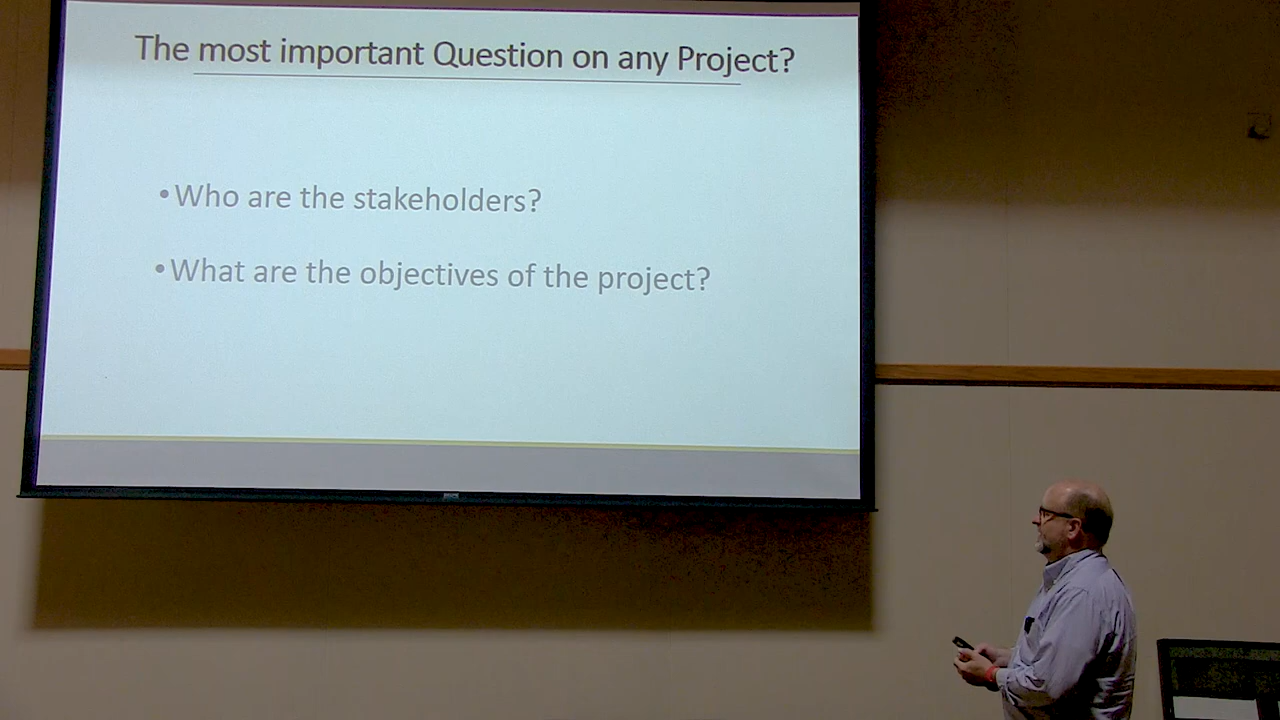 The most important Question on any Project?
•Who are the stakeholders?
•What are the objectives of the project?